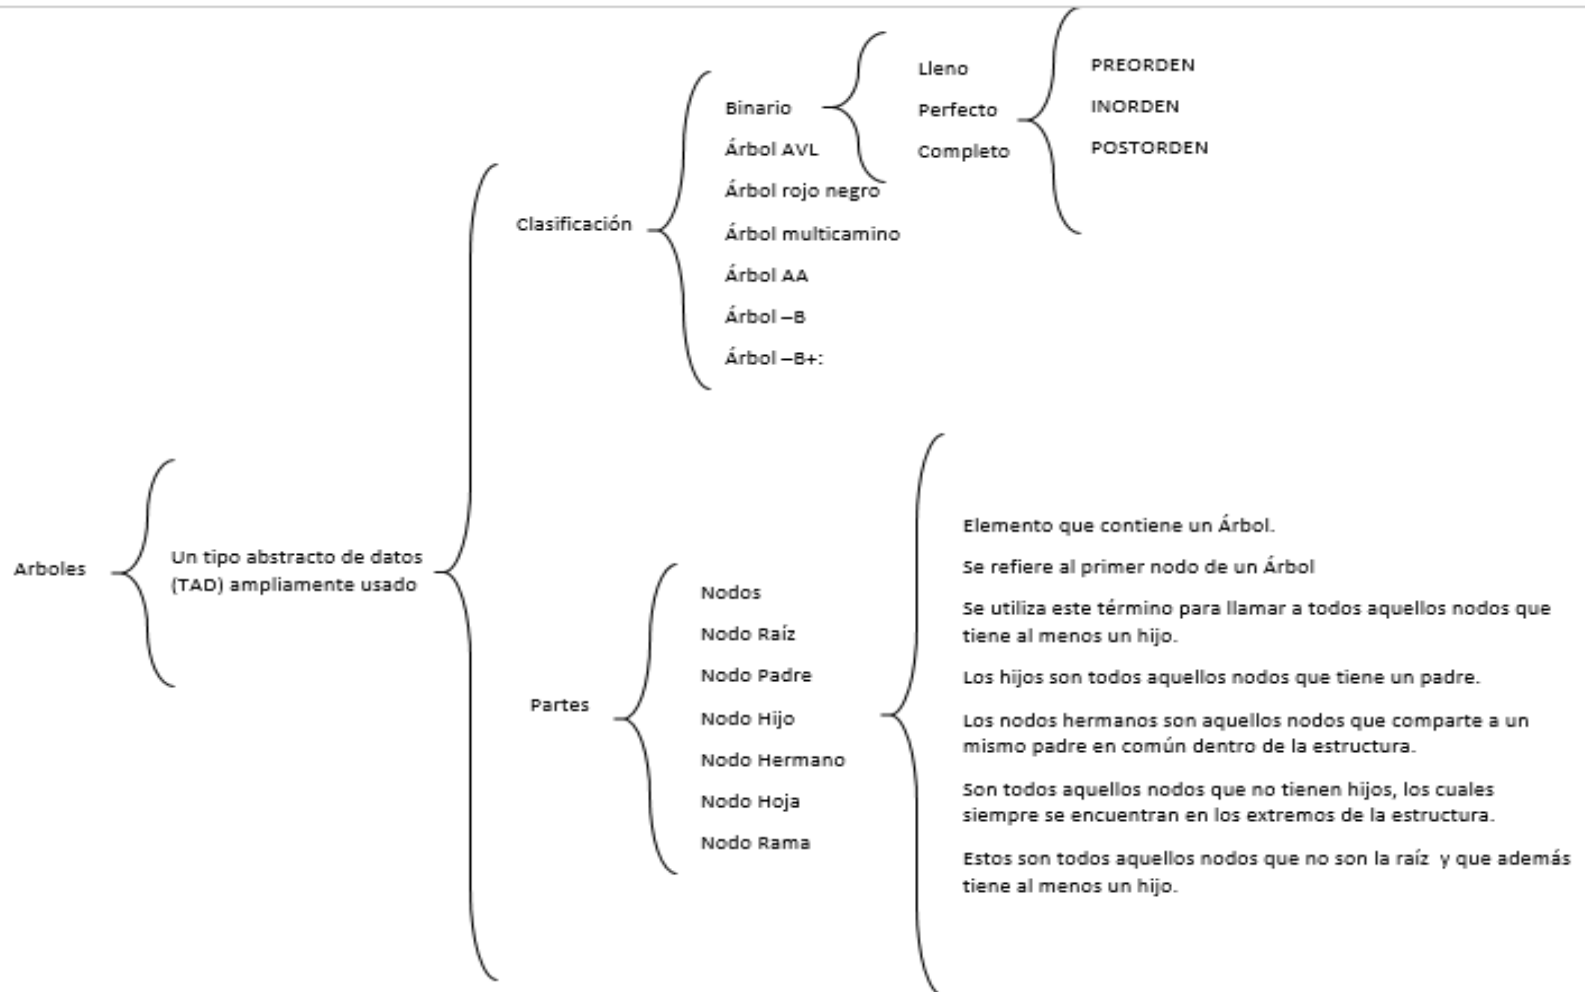 Arboles
Un tipo abstracto de datos
(TAD) ampliamente usado
Clasificación
Binario
Árbol AVL
Árbol rojo negro
Árbol multicamino
Árbol AA
Árbol –B
Árbol –B+:
Lleno
Perfecto
Completo
PREORDEN
INORDEN
POSTORDEN
Partes
Nodos
Nodo Raíz
Nodo Padre
Nodo Hijo
Nodo Hermano
Nodo Hoja
Nodo Rama
Elemento que contiene un Árbol.
Se refiere al primer nodo de un Árbol
Se utiliza este término para llamar a todos aquellos nodos que
tiene al menos un hijo.
Los hijos son todos aquellos nodos que tiene un padre.
Los nodos hermanos son aquellos nodos que comparte a un
mismo padre en común dentro de la estructura.
Son todos aquellos nodos que no tienen hijos, los cuales
siempre se encuentran en los extremos de la estructura.
Estos son todos aquellos nodos que no son la raíz y que además
tiene al menos un hijo.